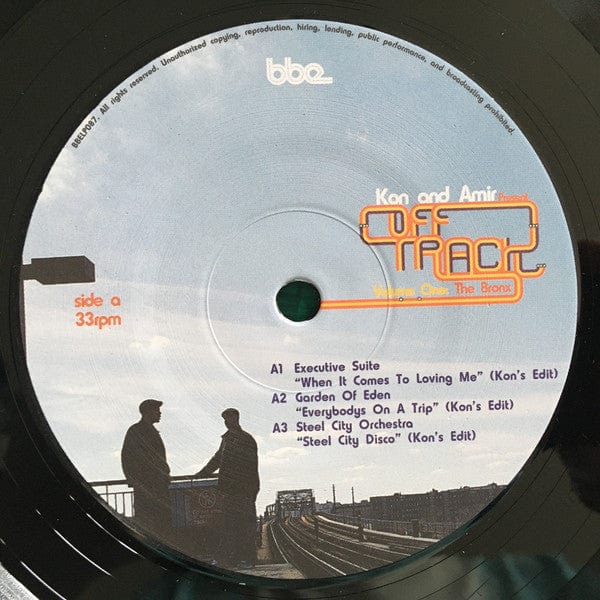 BBELP087. All rights reserved. Unauthorized copying, reproduction, hiring, lending, public performance, and broadcasting prohibited.
bbe
Kon and Amir Present
OFF
TRACK
Volume One: The Bronx
side a
33rpm
A1 Executive Suite
"When It Comes To Loving Me" (Kon's Edit)
A2 Garden Of Eden
"Everybodys On A Trip" (Kon's Edit)
A3 Steel City Orchestra
"Steel City Disco" (Kon's Edit)